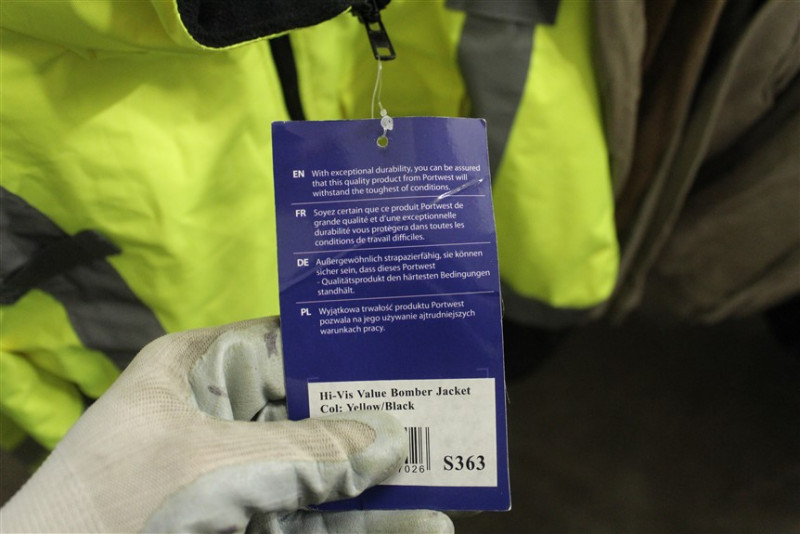 EN With exceptional durability, you can be assured
that this quality product from Portwest will
withstand the toughest of conditions.
FR Soyez certain que ce produit Portwest de
grande qualité et d'une exceptionnelle
durabilité vous protègera dans toutes les
conditions de travail difficiles.
DE Außergewöhnlich strapazierfähig, sie können
sicher sein, dass dieses Portwest
- Qualitätsprodukt den härtesten Bedingungen
standhält.
PL Wyjątkowa trwałość produktu Portwest
pozwala na jego używanie ajtrudniejszych
warunkach pracy.
Hi-Vis Value Bomber Jacket
Col: Yellow/Black
7026
S363